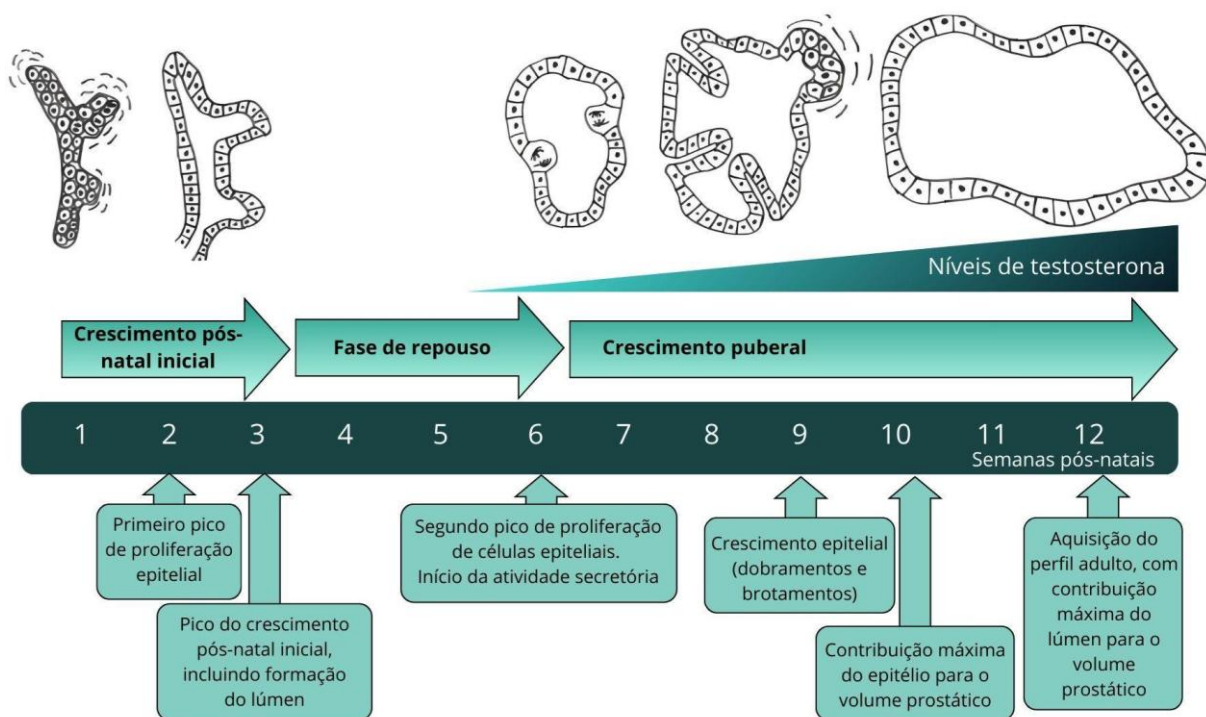 Níveis de testosterona
Crescimento pós-
natal inicial
Fase de repouso
Crescimento puberal
1 2 3 4 5 6 7 8 9 10 11 12
Semanas pós-natais
Primeiro pico
de proliferação
epitelial
Pico do crescimento
pós-natal inicial,
incluindo formação
do lúmen
Segundo pico de proliferação
de células epiteliais.
Início da atividade secretória
Crescimento epitelial
(dobramentos e
brotamentos)
Contribuição máxima
do epitélio para o
volume prostático
Aquisição do
perfil adulto, com
contribuição
máxima do
lúmen para o
volume
prostático